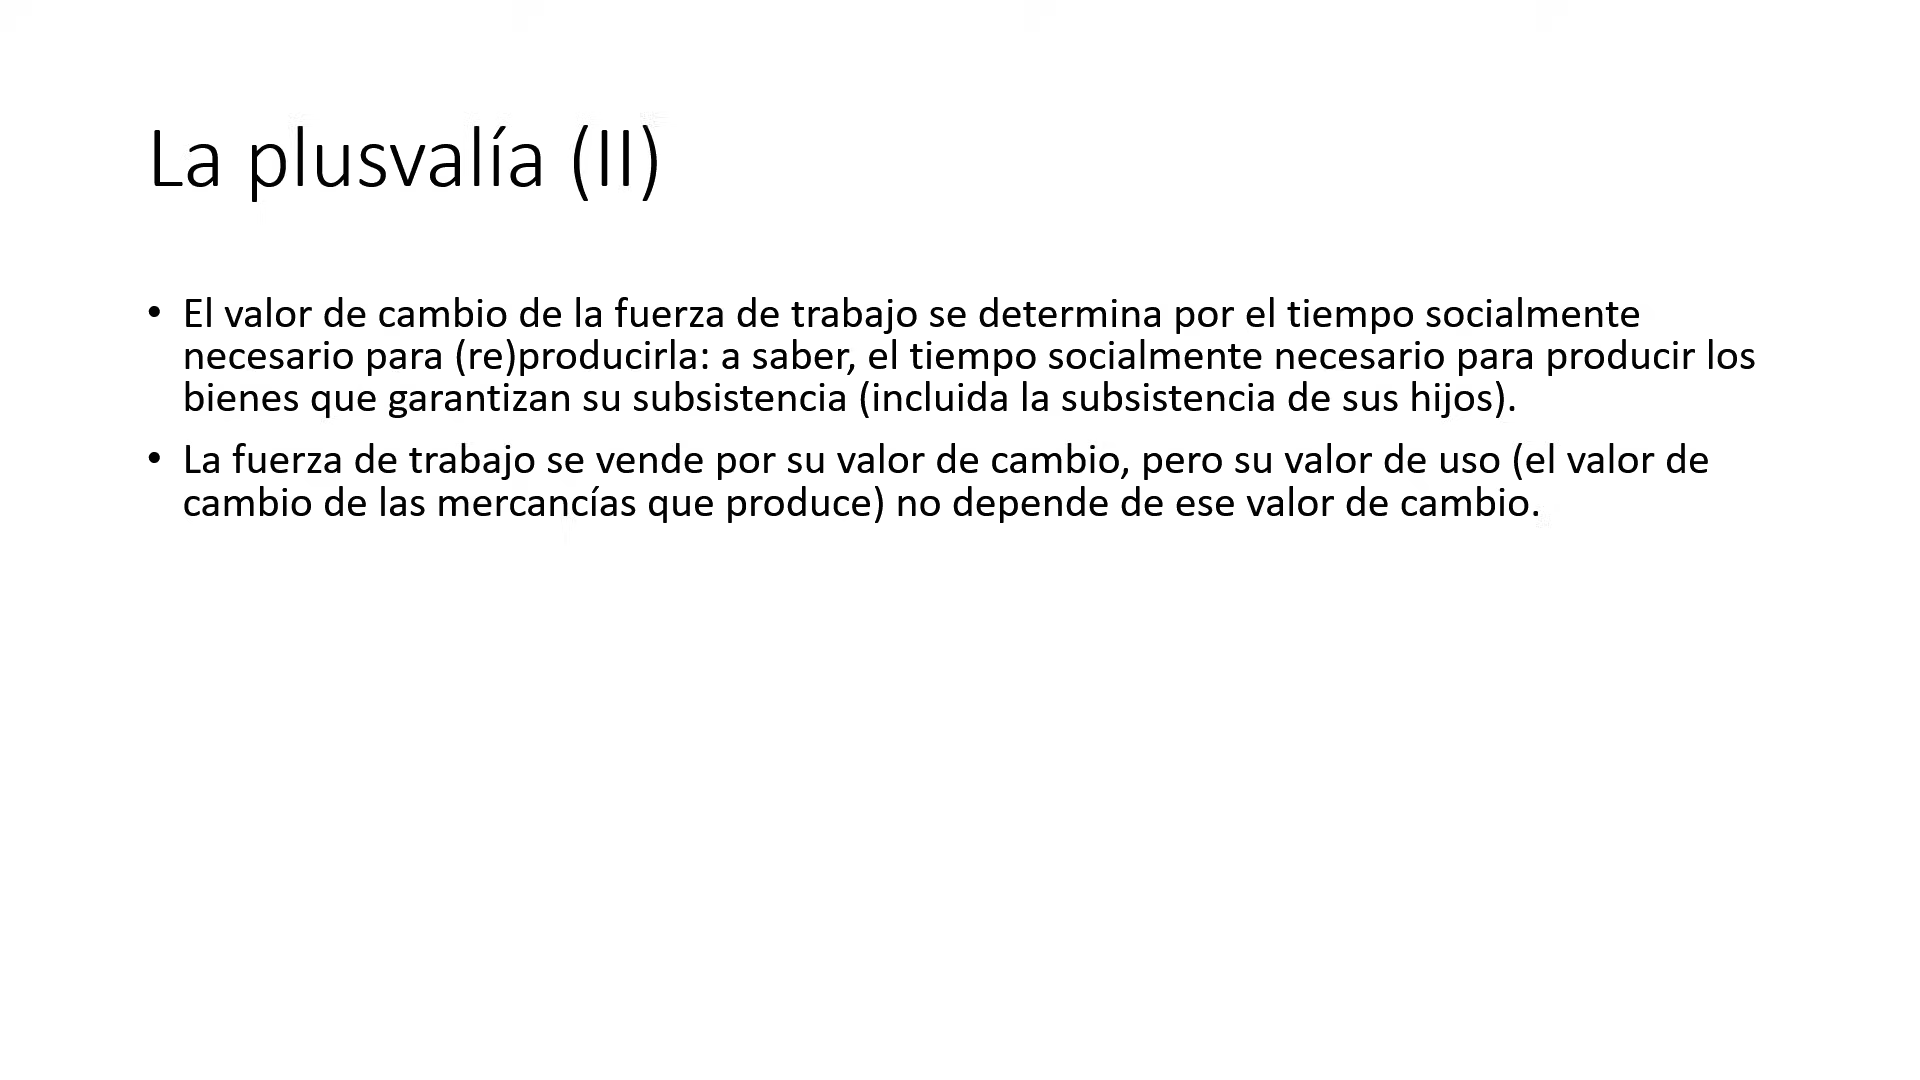 La plusvalía (II)
• El valor de cambio de la fuerza de trabajo se determina por el tiempo socialmente
necesario para (re)producirla: a saber, el tiempo socialmente necesario para producir los
bienes que garantizan su subsistencia (incluida la subsistencia de sus hijos).
• La fuerza de trabajo se vende por su valor de cambio, pero su valor de uso (el valor de
cambio de las mercancías que produce) no depende de ese valor de cambio.